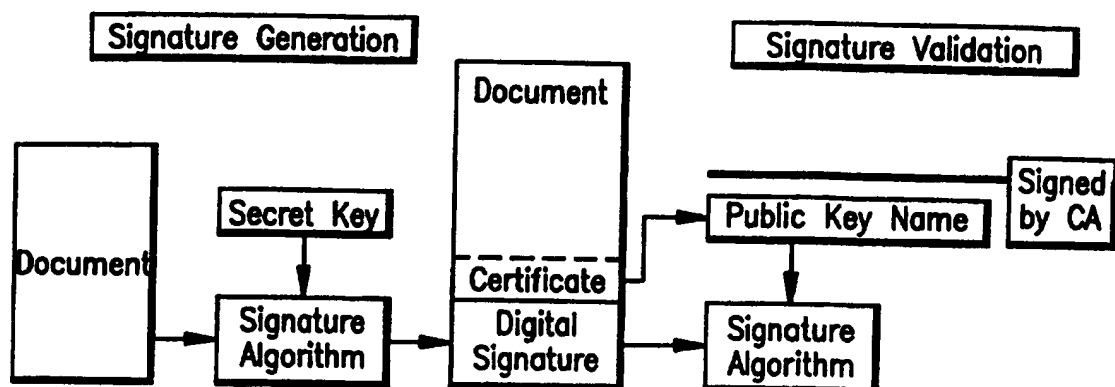 Signature Generation
Signature Validation
Document
Secret Key
Signature
Algorithm
Document
Certificate
Digital
Signature
Public Key Name
Signed
by CA
Signature
Algorithm